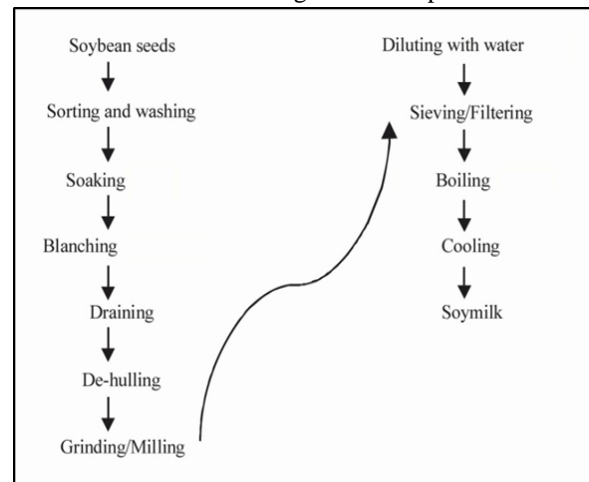 Soybean seeds
Sorting and washing
Soaking
Blanching
Draining
De-hulling
Grinding/Milling
Diluting with water
Sieving/Filtering
Boiling
Cooling
Soymilk